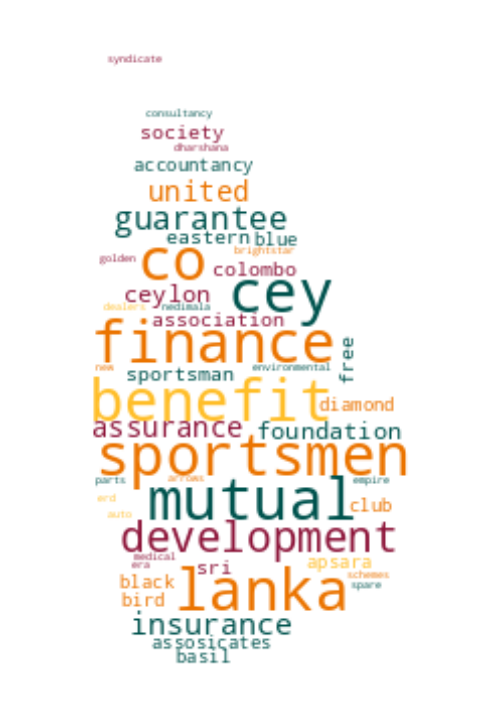 syndicate
consultancy
society
dharshana
accountancy
united
guarantee
eastern blue
brightstar
co
golden
colombo
cey
ceylon
dealers nedimala
association
finance
free
new
environmental
sportsman
benefit
diamond
assurance
foundation
sportsmen
parts
arrows
empire
mutual
erd
club
auto
development
medical
era
sri
apsara
schemes
black
lanka
spare
bird
insurance
assosicates
basil